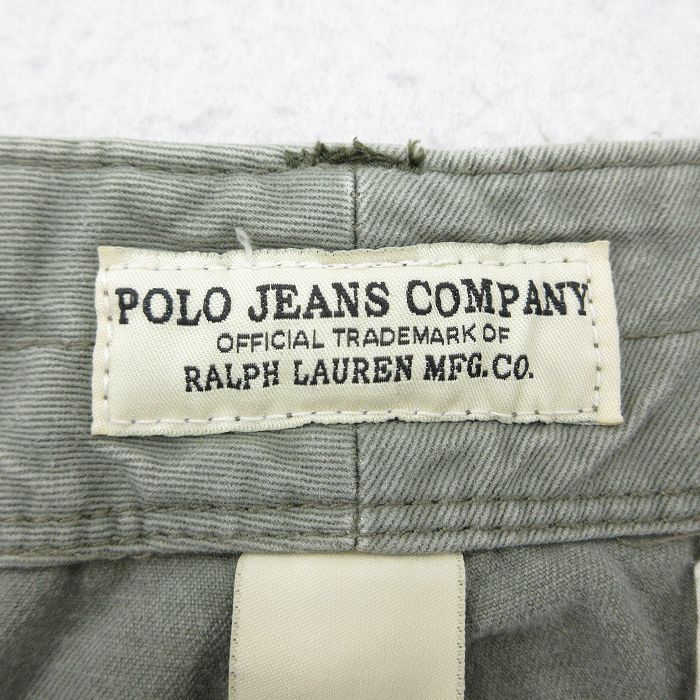 POLO JEANS COMPANY
OFFICIAL TRADEMARK OF
RALPH LAUREN MFG.CO.